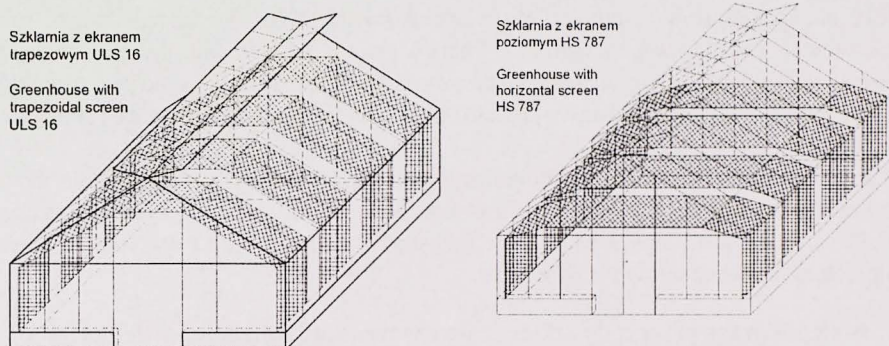 Szklarnia z ekranem
trapezowym ULS 16
Greenhouse with
trapezoidal screen
ULS 16
Szklarnia z ekranem
poziomym HS 787
Greenhouse with
horizontal screen
HS 787